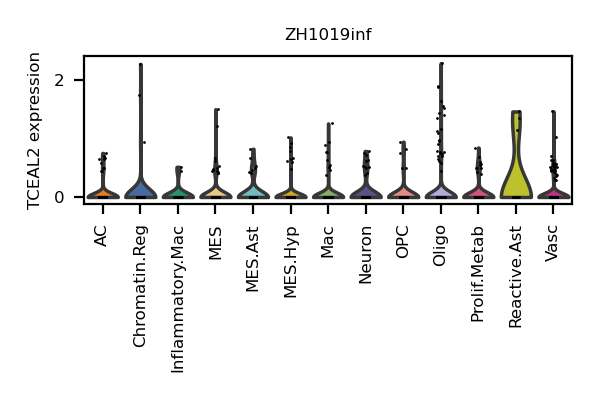 ZH1019inf
TCEAL2 expression
2
0
AC
Chromatin.Reg
Inflammatory.Mac
MES
MES.Ast
MES.Hyp
Mac
Neuron
OPC
Oligo
Prolif.Metab
Reactive.Ast
Vasc